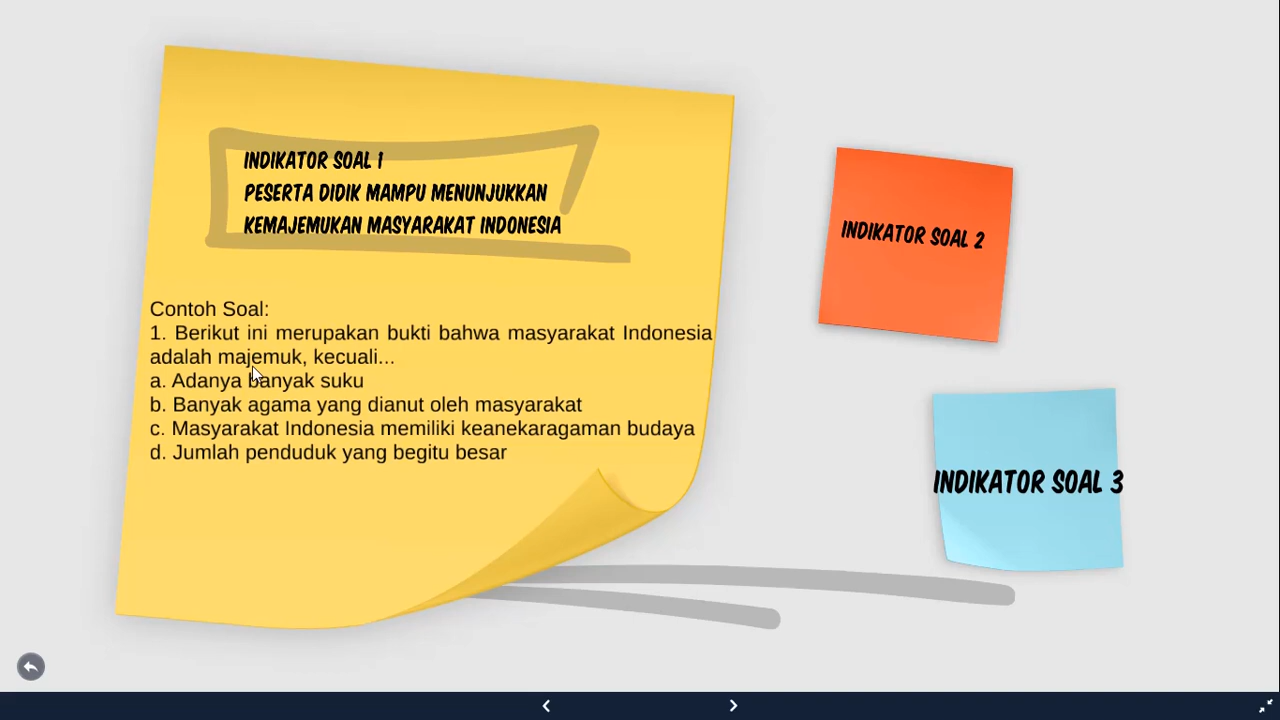 INDIKATOR SOAL 1
PESERTA DIDIK MAMPU MENUNJUKKAN
KEMAJEMUKAN MASYARAKAT INDONESIA
Contoh Soal:
1. Berikut ini merupakan bukti bahwa masyarakat Indonesia
adalah majemuk, kecuali...
a. Adanya banyak suku
b. Banyak agama yang dianut oleh masyarakat
c. Masyarakat Indonesia memiliki keanekaragaman budaya
d. Jumlah penduduk yang begitu besar
INDIKATOR SOAL 2
INDIKATOR SOAL 3